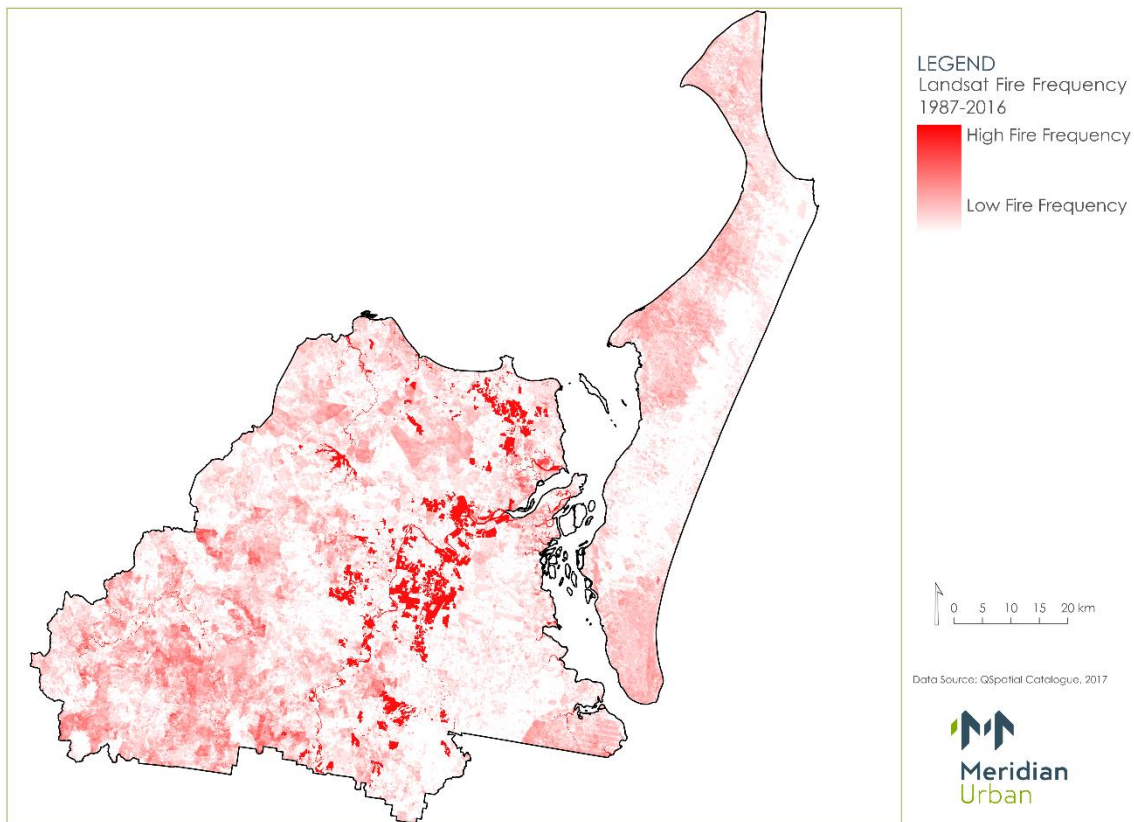 LEGEND
Landsat Fire Frequency
1987-2016
High Fire Frequency
Low Fire Frequency
0 5 10 15 20 km
Data Source: QSpatial Catalogue, 2017
Meridian
Urban